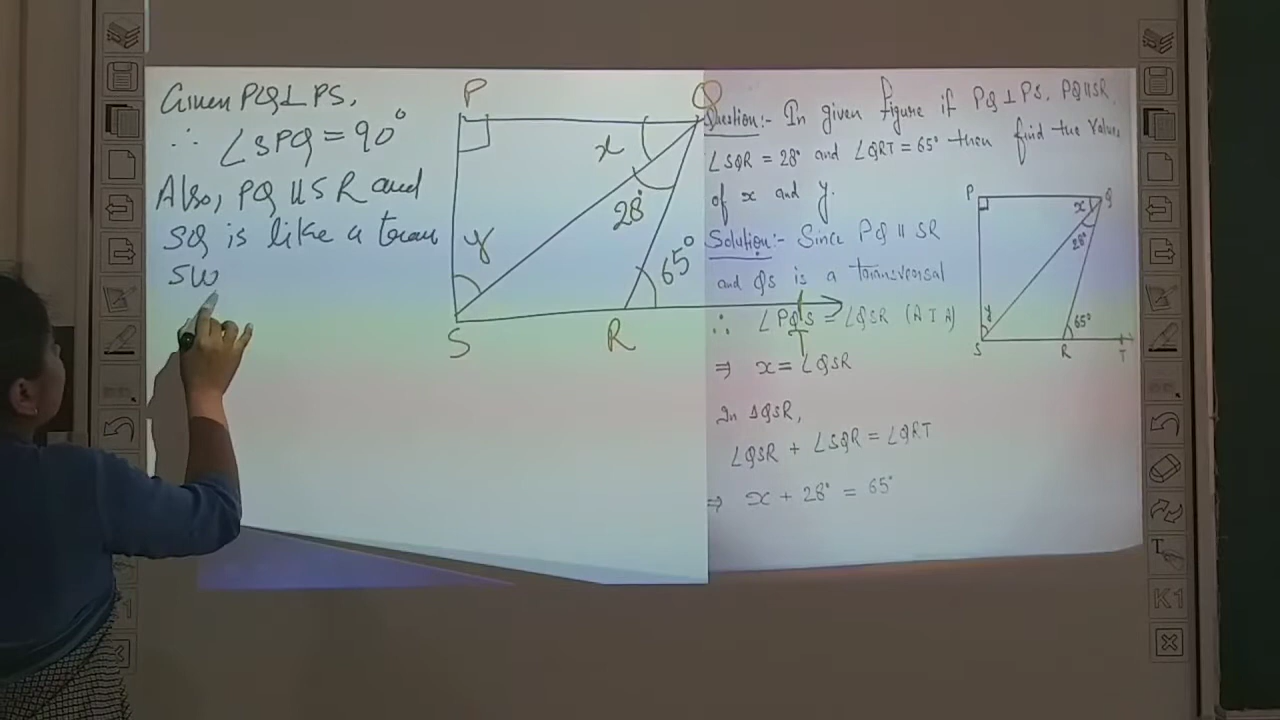 Given PQ⊥PS.
∴ ∠SPQ = 90°
Also, PQ ∥ SR and
SQ is like a tran
P
Q
x
28°
y
65°
S
R
T
Question:- In given figure if PQ ⊥ PS, PQ ∥ SR,
∠SQR = 28° and ∠QRT = 65° then find the values
of x and y.
Solution:- Since PQ ∥ SR
and QS is a transversal
∴ ∠PQS = ∠QSR (A I A)
⇒ x = ∠QSR
In ΔQSR,
∠QSR + ∠SQR = ∠QRT
⇒ x + 28° = 65°
P
Q
x
28°
y
65°
S
R
T
T
K1